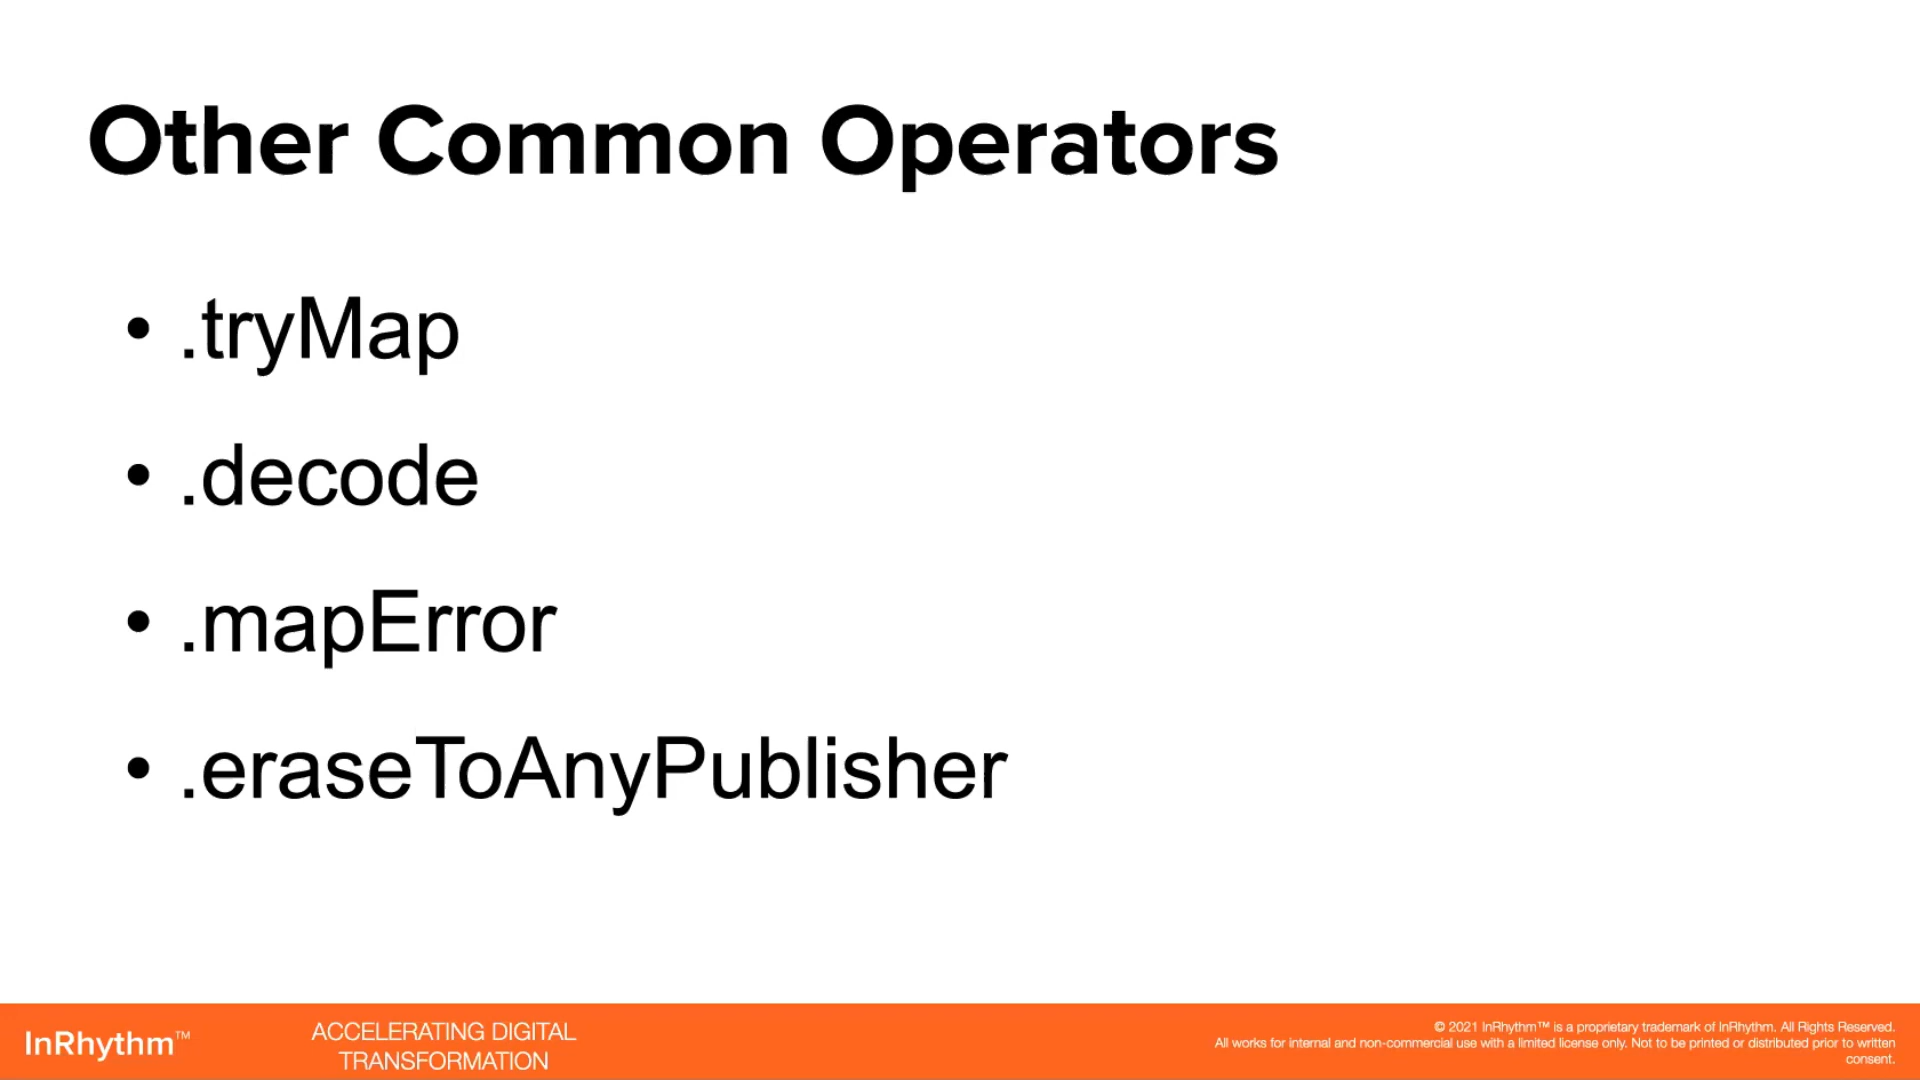 Other Common Operators
• .tryMap
• .decode
• .mapError
• .eraseToAnyPublisher
InRhythm™
ACCELERATING DIGITAL
TRANSFORMATION
© 2021 InRhythm™ is a proprietary trademark of InRhythm. All Rights Reserved.
All works for internal and non-commercial use with a limited license only. Not to be printed or distributed prior to written
consent.